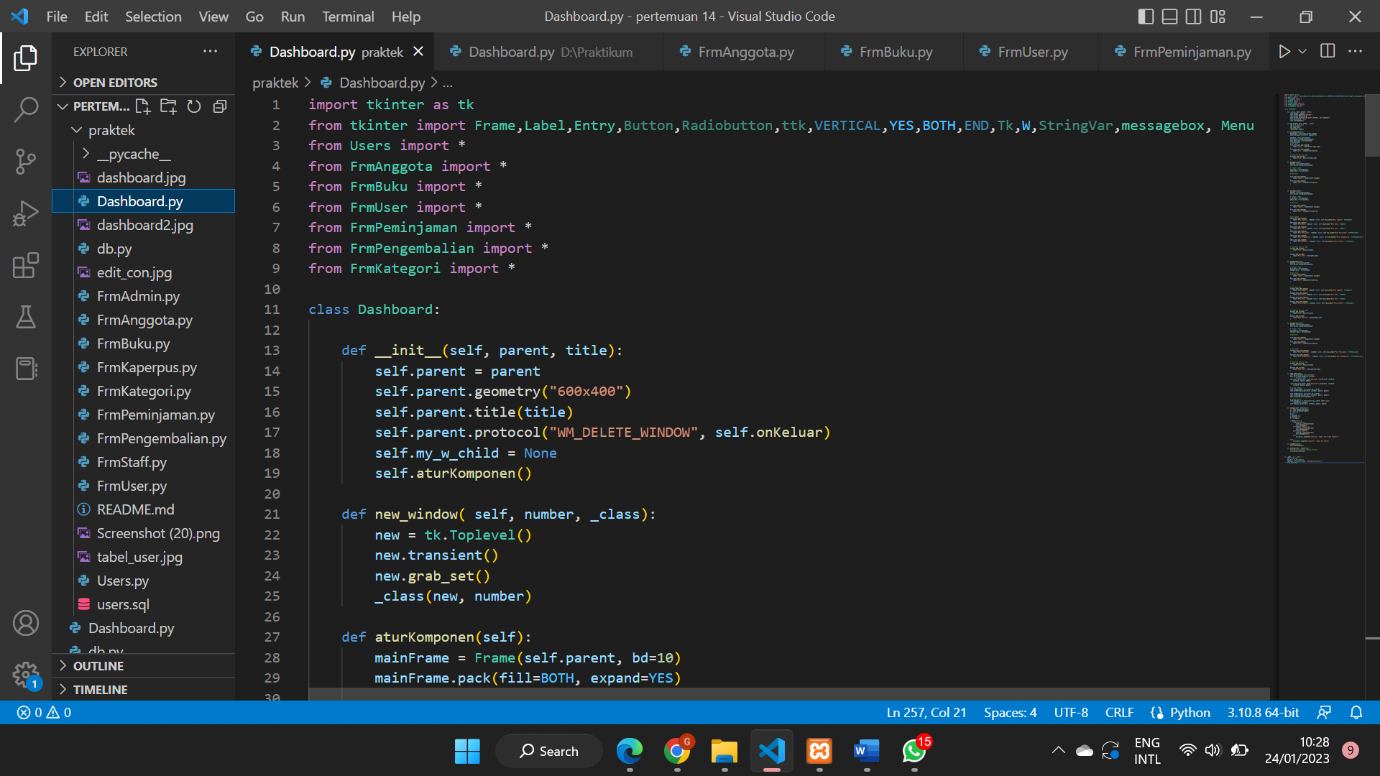 File Edit Selection View Go Run Terminal Help
Dashboard.py - pertemuan 14 - Visual Studio Code
EXPLORER
Dashboard.py praktek
Dashboard.py D:\Praktikum
FrmAnggota.py
FrmBuku.py
FrmUser.py
FrmPeminjaman.py
OPEN EDITORS
PERTEM...
praktek
__pycache__
dashboard.jpg
Dashboard.py
dashboard2.jpg
db.py
edit_con.jpg
FrmAdmin.py
FrmAnggota.py
FrmBuku.py
FrmKaperpus.py
FrmKategori.py
FrmPeminjaman.py
FrmPengembalian.py
FrmStaff.py
FrmUser.py
README.md
Screenshot (20).png
tabel_user.jpg
Users.py
users.sql
Dashboard.py
db.py
OUTLINE
TIMELINE
praktek > Dashboard.py > ...
1 import tkinter as tk
2 from tkinter import Frame,Label,Entry,Button,Radiobutton,ttk,VERTICAL,YES,BOTH,END,Tk,W,StringVar,messagebox, Menu
3 from Users import *
4 from FrmAnggota import *
5 from FrmBuku import *
6 from FrmUser import *
7 from FrmPeminjaman import *
8 from FrmPengembalian import *
9 from FrmKategori import *
10
11 class Dashboard:
12
13     def __init__(self, parent, title):
14         self.parent = parent
15         self.parent.geometry("600x400")
16         self.parent.title(title)
17         self.parent.protocol("WM_DELETE_WINDOW", self.onKeluar)
18         self.my_w_child = None
19         self.aturKomponen()
20
21     def new_window( self, number, _class):
22         new = tk.Toplevel()
23         new.transient()
24         new.grab_set()
25         _class(new, number)
26
27     def aturKomponen(self):
28         mainFrame = Frame(self.parent, bd=10)
29         mainFrame.pack(fill=BOTH, expand=YES)
30
1
0 0
Ln 257, Col 21 Spaces: 4 UTF-8 CRLF Python 3.10.8 64-bit
Search
G
15
ENG
INTL
10:28
24/01/2023
9